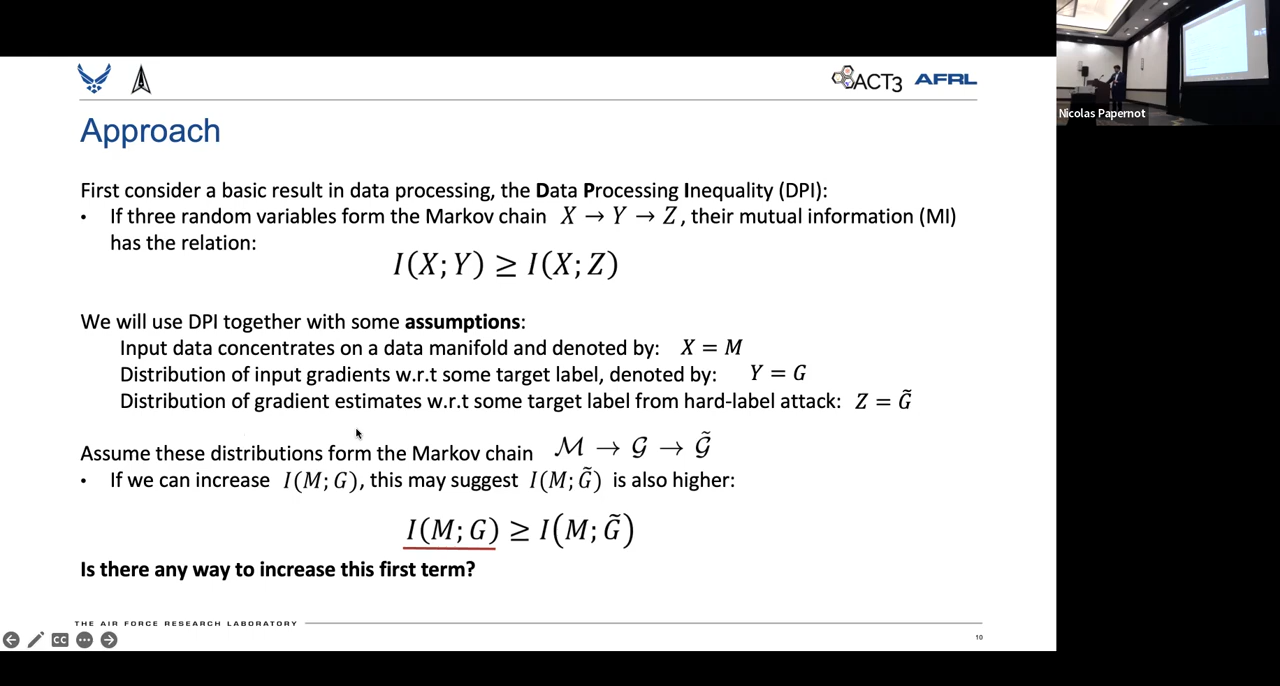 ACT3 AFRL
Approach
First consider a basic result in data processing, the Data Processing Inequality (DPI):
• If three random variables form the Markov chain X → Y → Z, their mutual information (MI)
has the relation:
I(X; Y) ≥ I(X; Z)
We will use DPI together with some assumptions:
Input data concentrates on a data manifold and denoted by: X = M
Distribution of input gradients w.r.t some target label, denoted by: Y = G
Distribution of gradient estimates w.r.t some target label from hard-label attack: Z = G̃
Assume these distributions form the Markov chain ℳ → 𝒢 → 𝒢̃
• If we can increase I(M; G), this may suggest I(M; G̃) is also higher:
I(M; G) ≥ I(M; G̃)
Is there any way to increase this first term?
THE AIR FORCE RESEARCH LABORATORY
10
CC
Nicolas Papernot